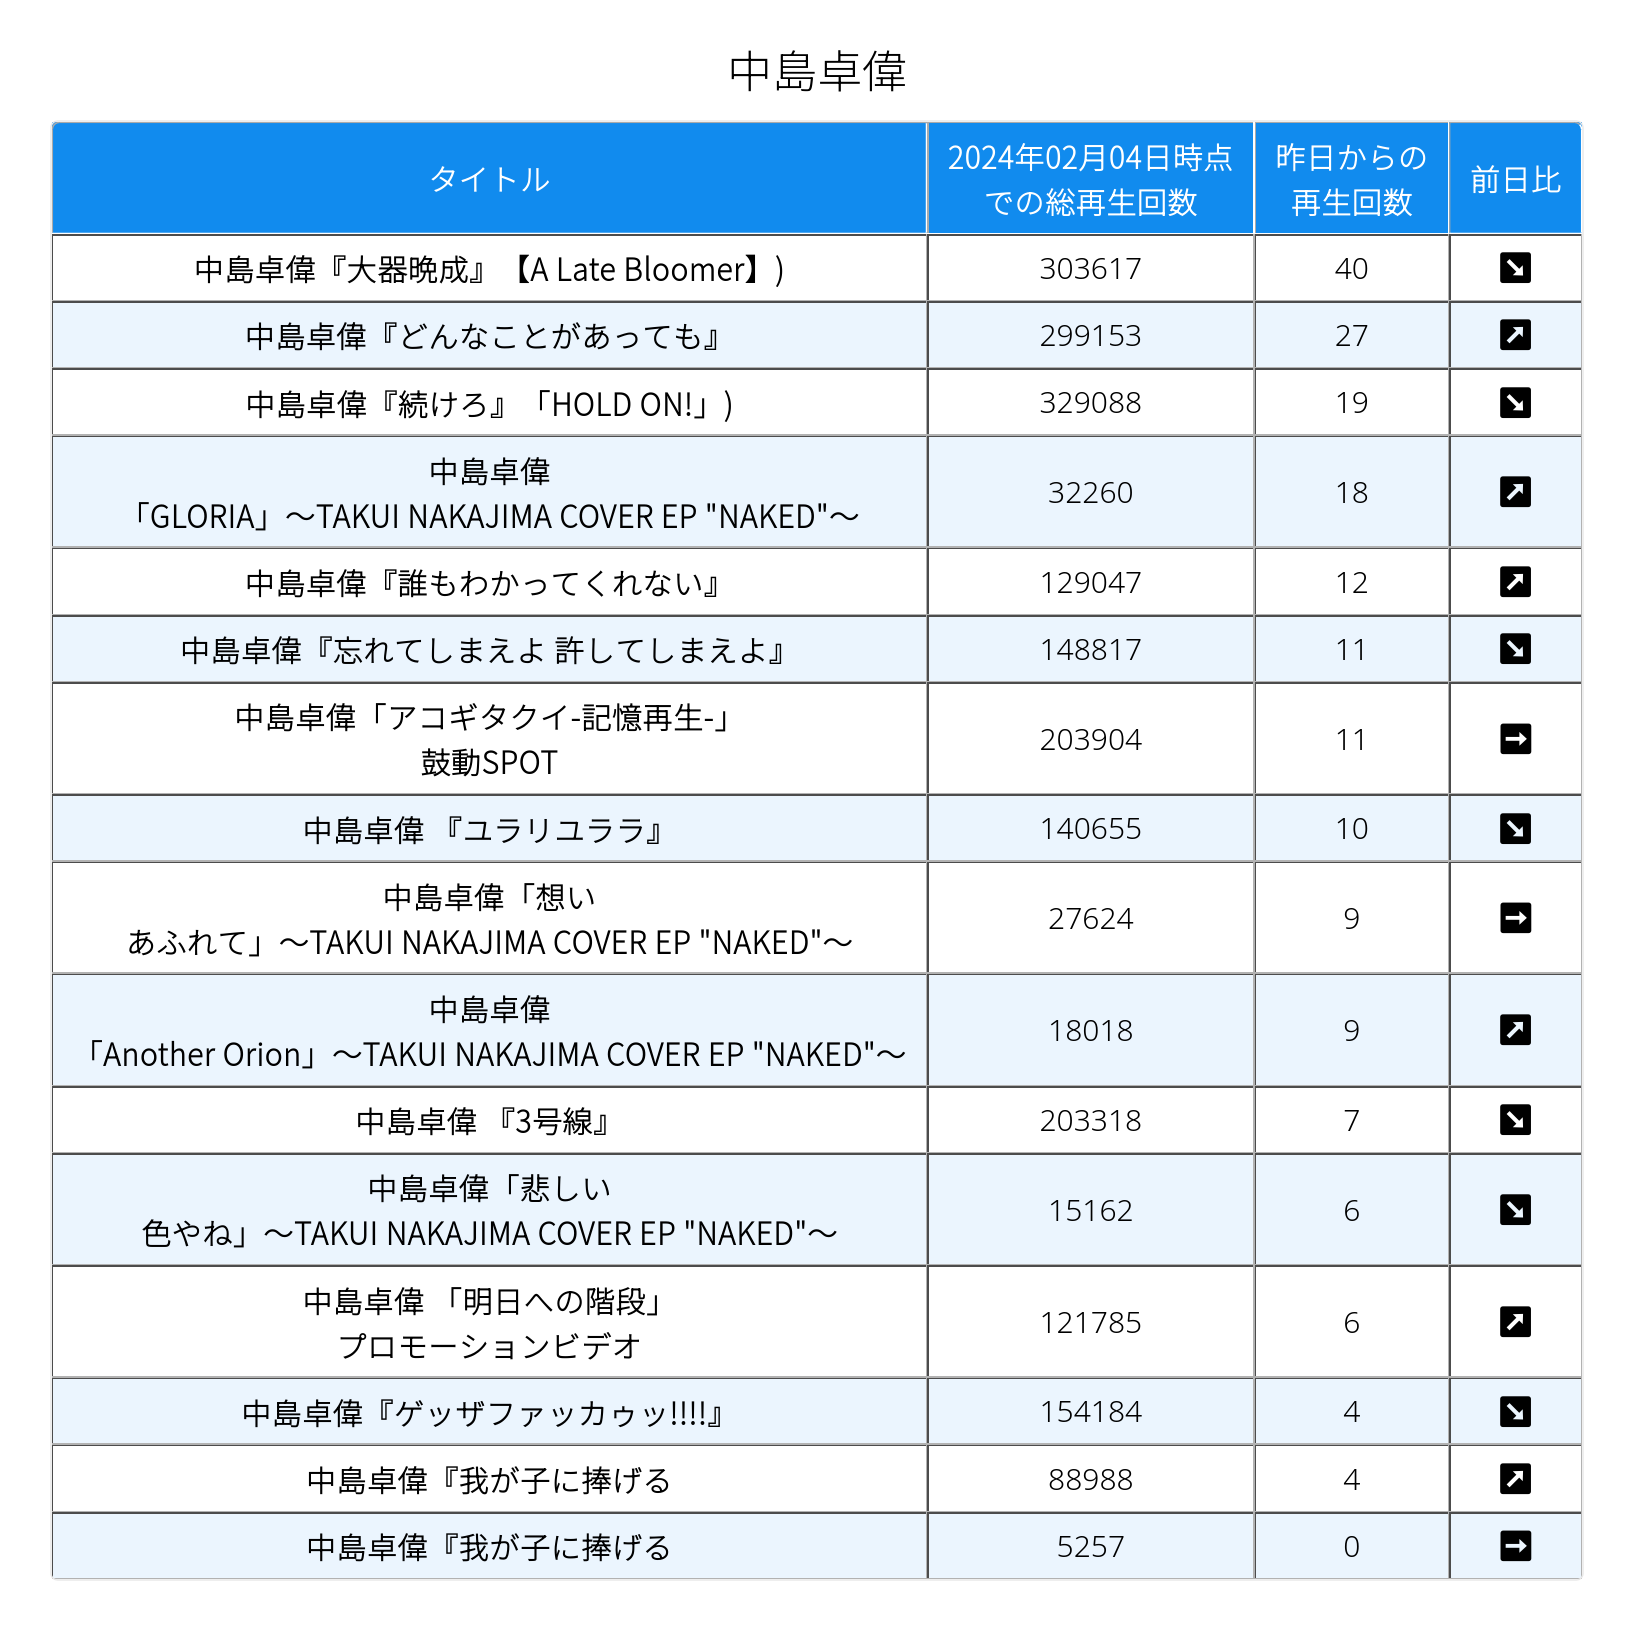 中島卓偉
タイトル
2024年02月04日時点
での総再生回数
昨日からの
再生回数
前日比
中島卓偉『大器晩成』【A Late Bloomer】)
303617
40
中島卓偉『どんなことがあっても』
299153
27
中島卓偉『続けろ』「HOLD ON!」)
329088
19
中島卓偉
「GLORIA」〜TAKUI NAKAJIMA COVER EP "NAKED"〜
32260
18
中島卓偉『誰もわかってくれない』
129047
12
中島卓偉『忘れてしまえよ 許してしまえよ』
148817
11
中島卓偉「アコギタクイ-記憶再生-」
鼓動SPOT
203904
11
中島卓偉 『ユラリユララ』
140655
10
中島卓偉「想い
あふれて」〜TAKUI NAKAJIMA COVER EP "NAKED"〜
27624
9
中島卓偉
「Another Orion」〜TAKUI NAKAJIMA COVER EP "NAKED"〜
18018
9
中島卓偉 『3号線』
203318
7
中島卓偉「悲しい
色やね」〜TAKUI NAKAJIMA COVER EP "NAKED"〜
15162
6
中島卓偉 「明日への階段」
プロモーションビデオ
121785
6
中島卓偉『ゲッザファッカゥッ!!!!』
154184
4
中島卓偉『我が子に捧げる
88988
4
中島卓偉『我が子に捧げる
5257
0